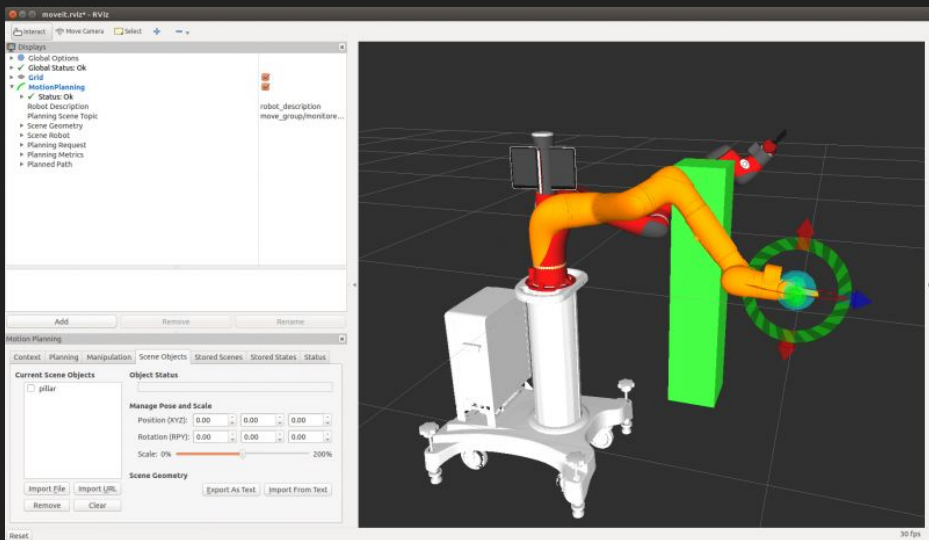 moveit.rviz* - RViz
Interact Move Camera Select
Displays
Global Options
Global Status: Ok
Grid
MotionPlanning
Status: Ok
Robot Description robot_description
Planning Scene Topic move_group/monitore...
Scene Geometry
Scene Robot
Planning Request
Planning Metrics
Planned Path
Add Remove Rename
Motion Planning
Context Planning Manipulation Scene Objects Stored Scenes Stored States Status
Current Scene Objects Object Status
pillar
Manage Pose and Scale
Position (XYZ): 0.00 0.00 0.00
Rotation (RPY): 0.00 0.00 0.00
Scale: 0% 200%
Scene Geometry
Import File Import URL Export As Text Import From Text
Remove Clear
Reset 30 fps